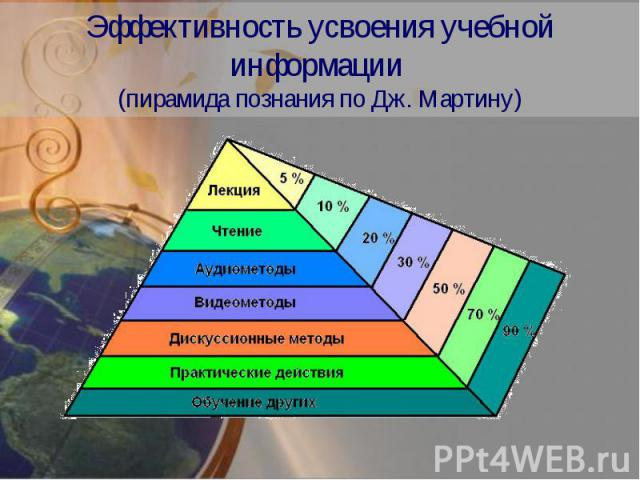 Эффективность усвоения учебной
информации
(пирамида познания по Дж. Мартину)
Лекция 5 %
Чтение 10 %
Аудиометоды 20 %
Видеометоды 30 %
Дискуссионные методы 50 %
Практические действия 70 %
Обучение других 90 %
PPt4WEB.ru